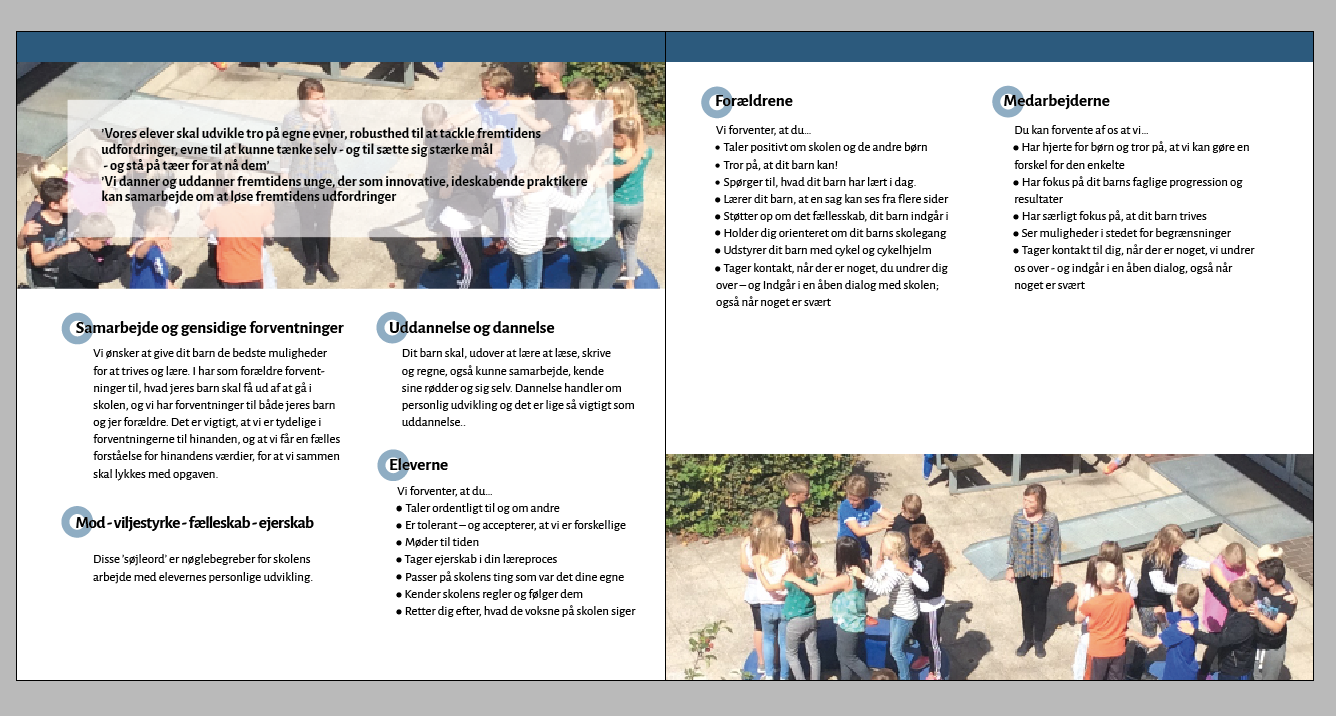 'Vores elever skal udvikle tro på egne evner, robusthed til at tackle fremtidens
udfordringer, evne til at kunne tænke selv - og til sætte sig stærke mål
- og stå på tæer for at nå dem'
'Vi danner og uddanner fremtidens unge, der som innovative, ideskabende praktikere
kan samarbejde om at løse fremtidens udfordringer
Samarbejde og gensidige forventninger
Vi ønsker at give dit barn de bedste muligheder
for at trives og lære. I har som forældre forvent-
ninger til, hvad jeres barn skal få ud af at gå i
skolen, og vi har forventninger til både jeres barn
og jer forældre. Det er vigtigt, at vi er tydelige i
forventningerne til hinanden, og at vi får en fælles
forståelse for hinandens værdier, for at vi sammen
skal lykkes med opgaven.
Mod - viljestyrke - fælleskab - ejerskab
Disse 'søjleord' er nøglebegreber for skolens
arbejde med elevernes personlige udvikling.
Uddannelse og dannelse
Dit barn skal, udover at lære at læse, skrive
og regne, også kunne samarbejde, kende
sine rødder og sig selv. Dannelse handler om
personlig udvikling og det er lige så vigtigt som
uddannelse..
Eleverne
Vi forventer, at du...
• Taler ordentligt til og om andre
• Er tolerant – og accepterer, at vi er forskellige
• Møder til tiden
• Tager ejerskab i din læreproces
• Passer på skolens ting som var det dine egne
• Kender skolens regler og følger dem
• Retter dig efter, hvad de voksne på skolen siger
Forældrene
Vi forventer, at du...
• Taler positivt om skolen og de andre børn
• Tror på, at dit barn kan!
• Spørger til, hvad dit barn har lært i dag.
• Lærer dit barn, at en sag kan ses fra flere sider
• Støtter op om det fællesskab, dit barn indgår i
• Holder dig orienteret om dit barns skolegang
• Udstyrer dit barn med cykel og cykelhjelm
• Tager kontakt, når der er noget, du undrer dig
over – og Indgår i en åben dialog med skolen;
også når noget er svært
Medarbejderne
Du kan forvente af os at vi...
• Har hjerte for børn og tror på, at vi kan gøre en
forskel for den enkelte
• Har fokus på dit barns faglige progression og
resultater
• Har særligt fokus på, at dit barn trives
• Ser muligheder i stedet for begrænsninger
• Tager kontakt til dig, når der er noget, vi undrer
os over - og indgår i en åben dialog, også når
noget er svært